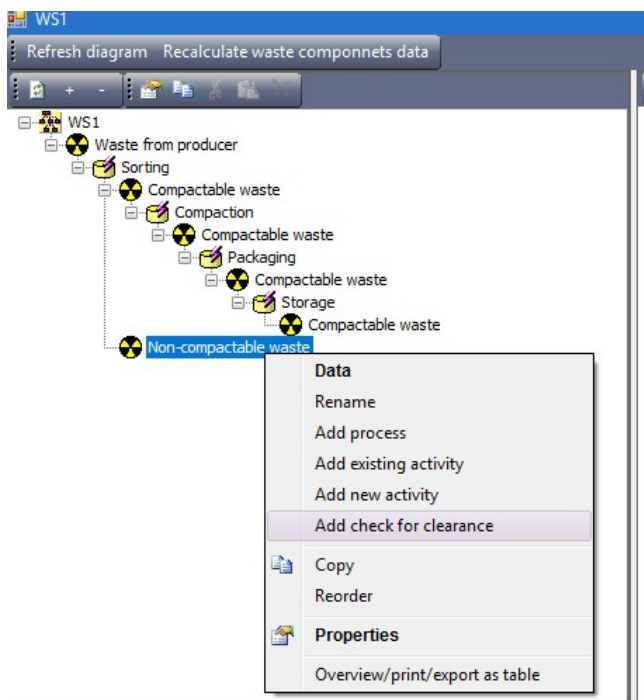 WS1
Refresh diagram Recalculate waste componnets data
+ -
WS1
Waste from producer
Sorting
Compactable waste
Compaction
Compactable waste
Packaging
Compactable waste
Storage
Compactable waste
Non-compactable waste
Data
Rename
Add process
Add existing activity
Add new activity
Add check for clearance
Copy
Reorder
Properties
Overview/print/export as table